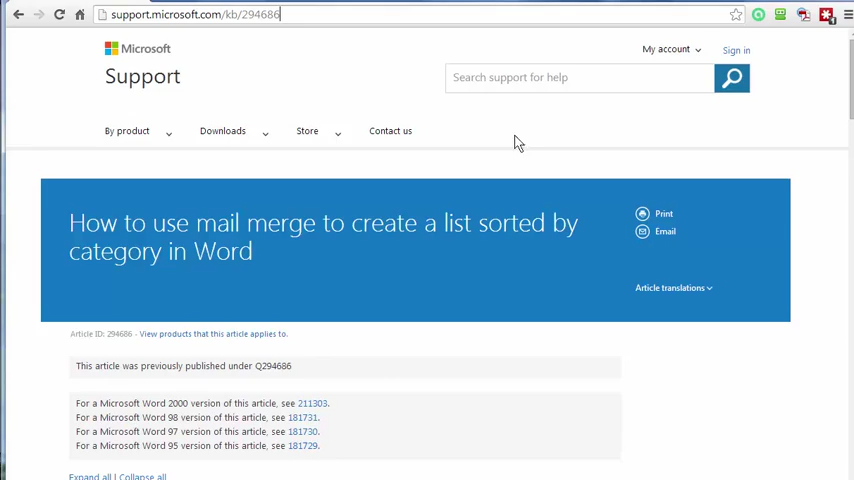 support.microsoft.com/kb/294686
Microsoft
My account
Sign in
Support
Search support for help
By product
Downloads
Store
Contact us
How to use mail merge to create a list sorted by
category in Word
Print
Email
Article translations
Article ID: 294686 - View products that this article applies to.
This article was previously published under Q294686
For a Microsoft Word 2000 version of this article, see 211303.
For a Microsoft Word 98 version of this article, see 181731.
For a Microsoft Word 97 version of this article, see 181730.
For a Microsoft Word 95 version of this article, see 181729.
Expand all | Collapse all